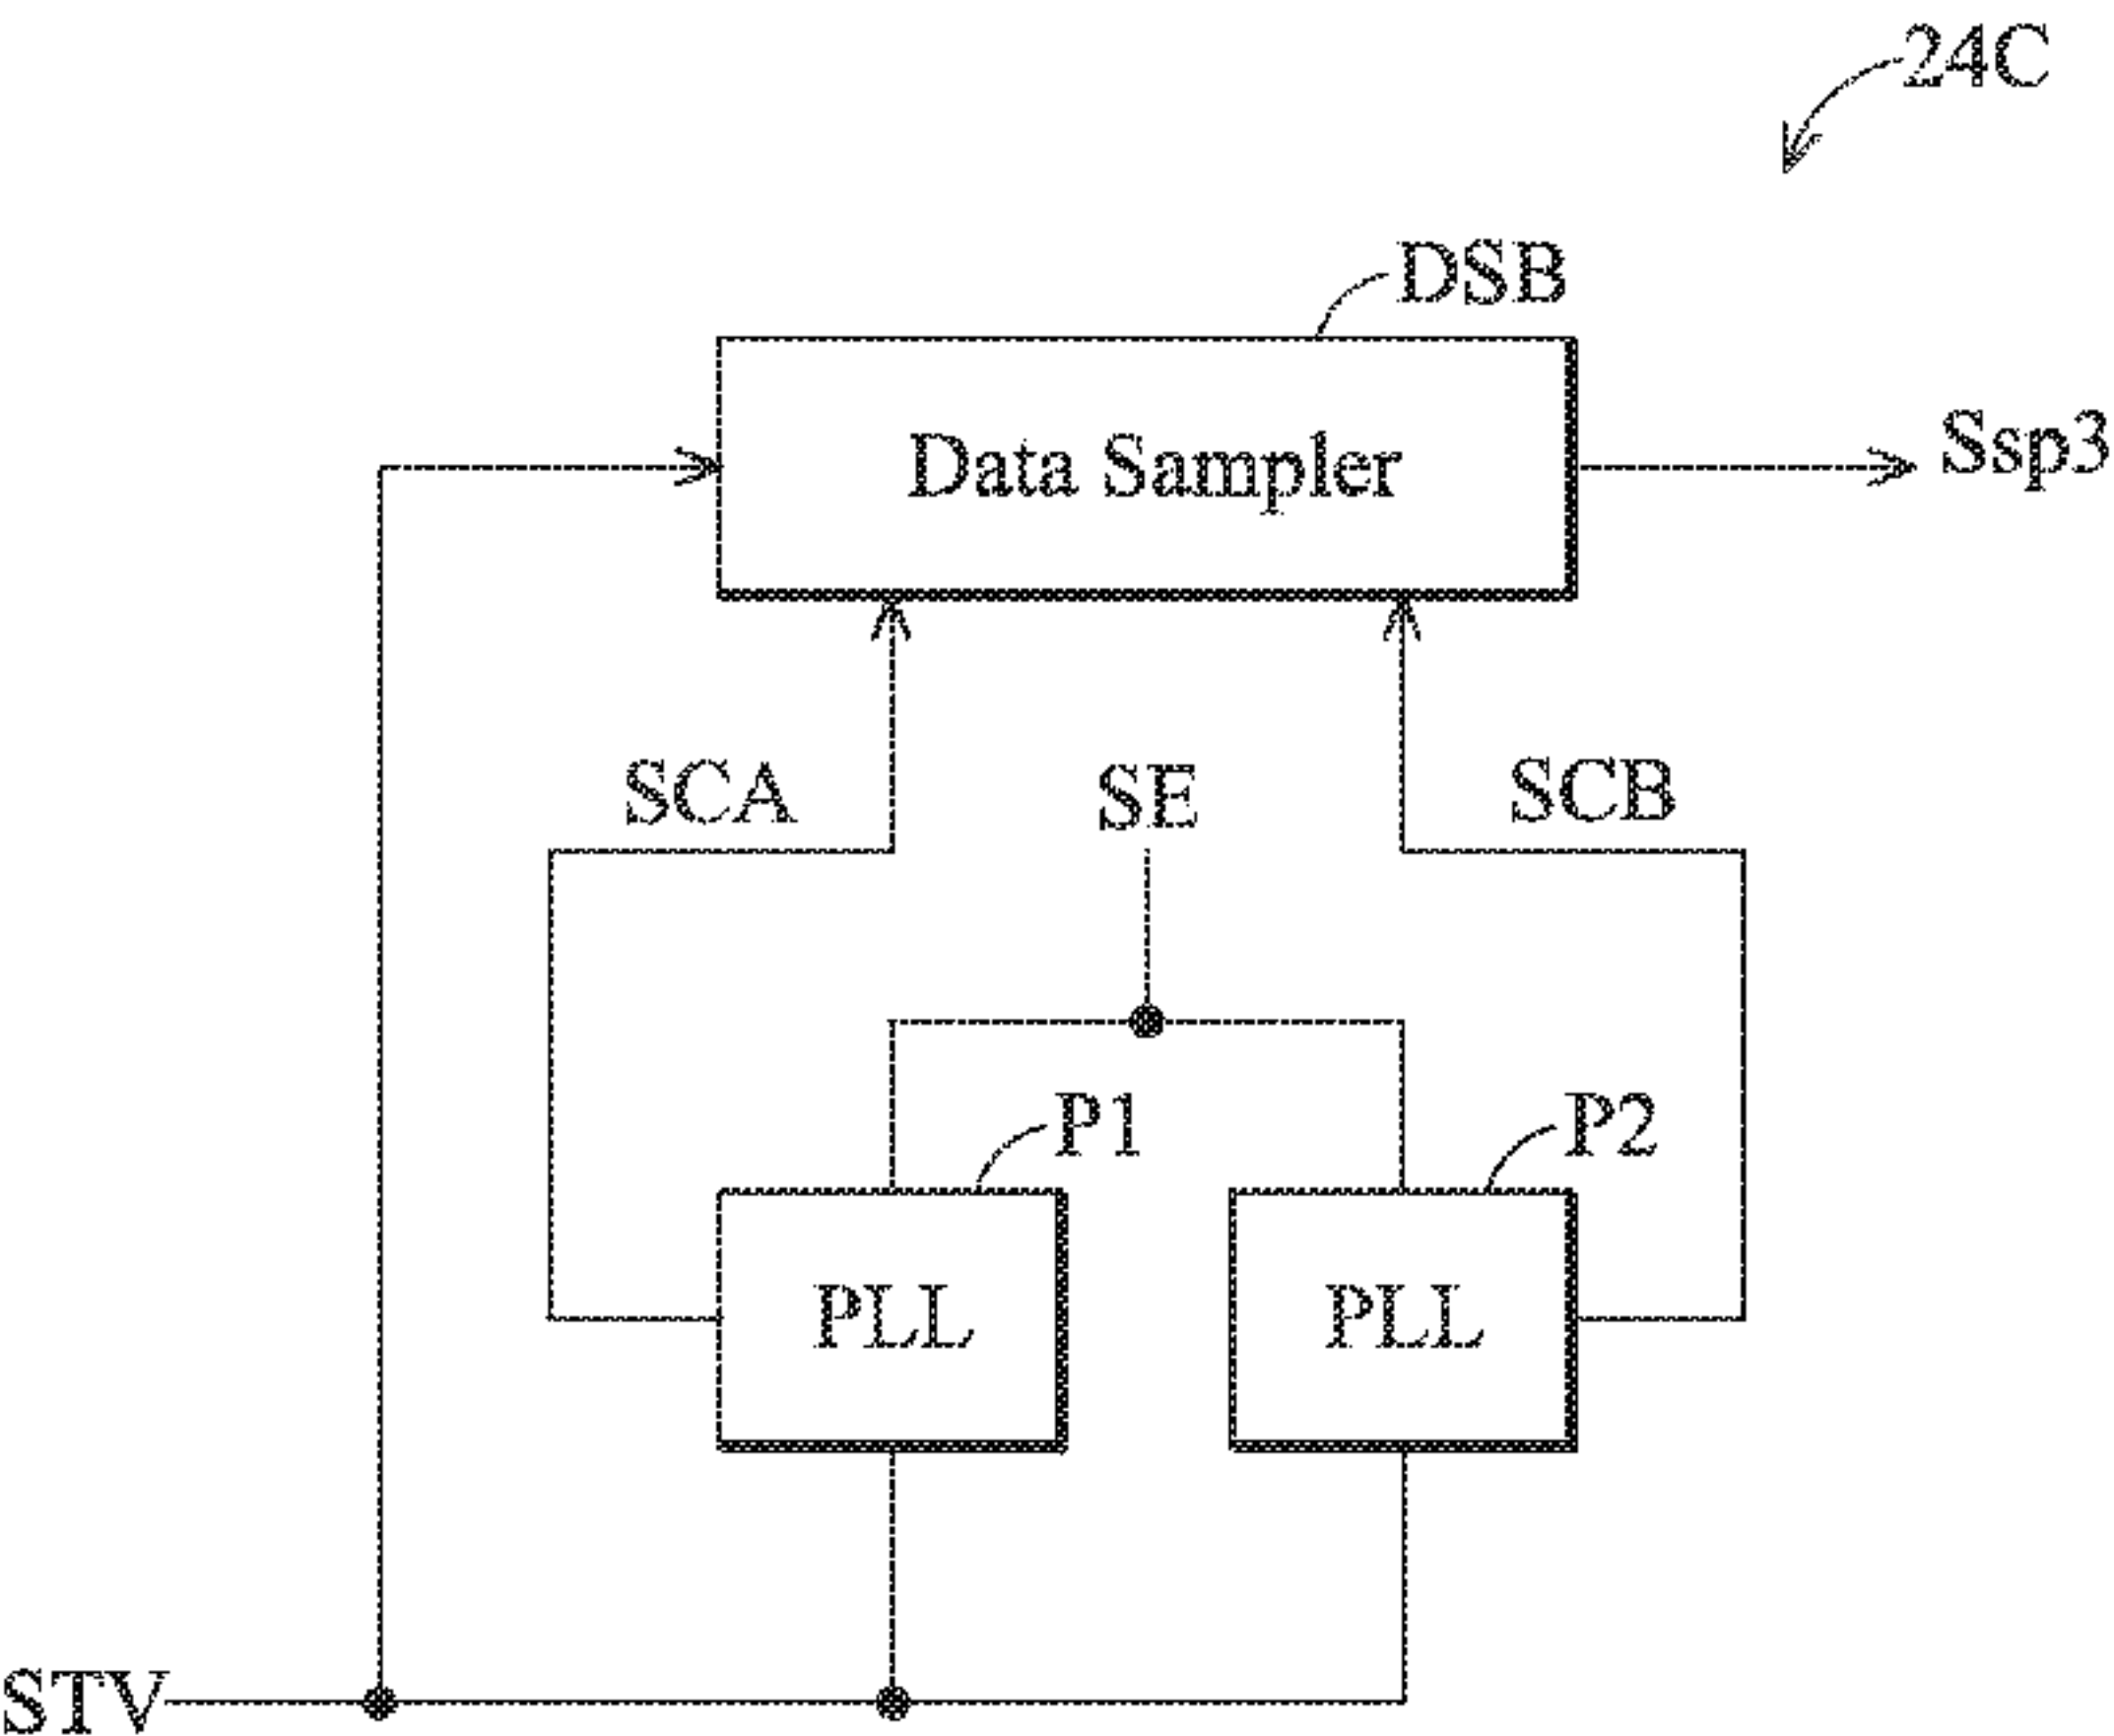 24C
DSB
Data Sampler
Ssp3
SCA
SE
SCB
P1
P2
PLL
PLL
STV